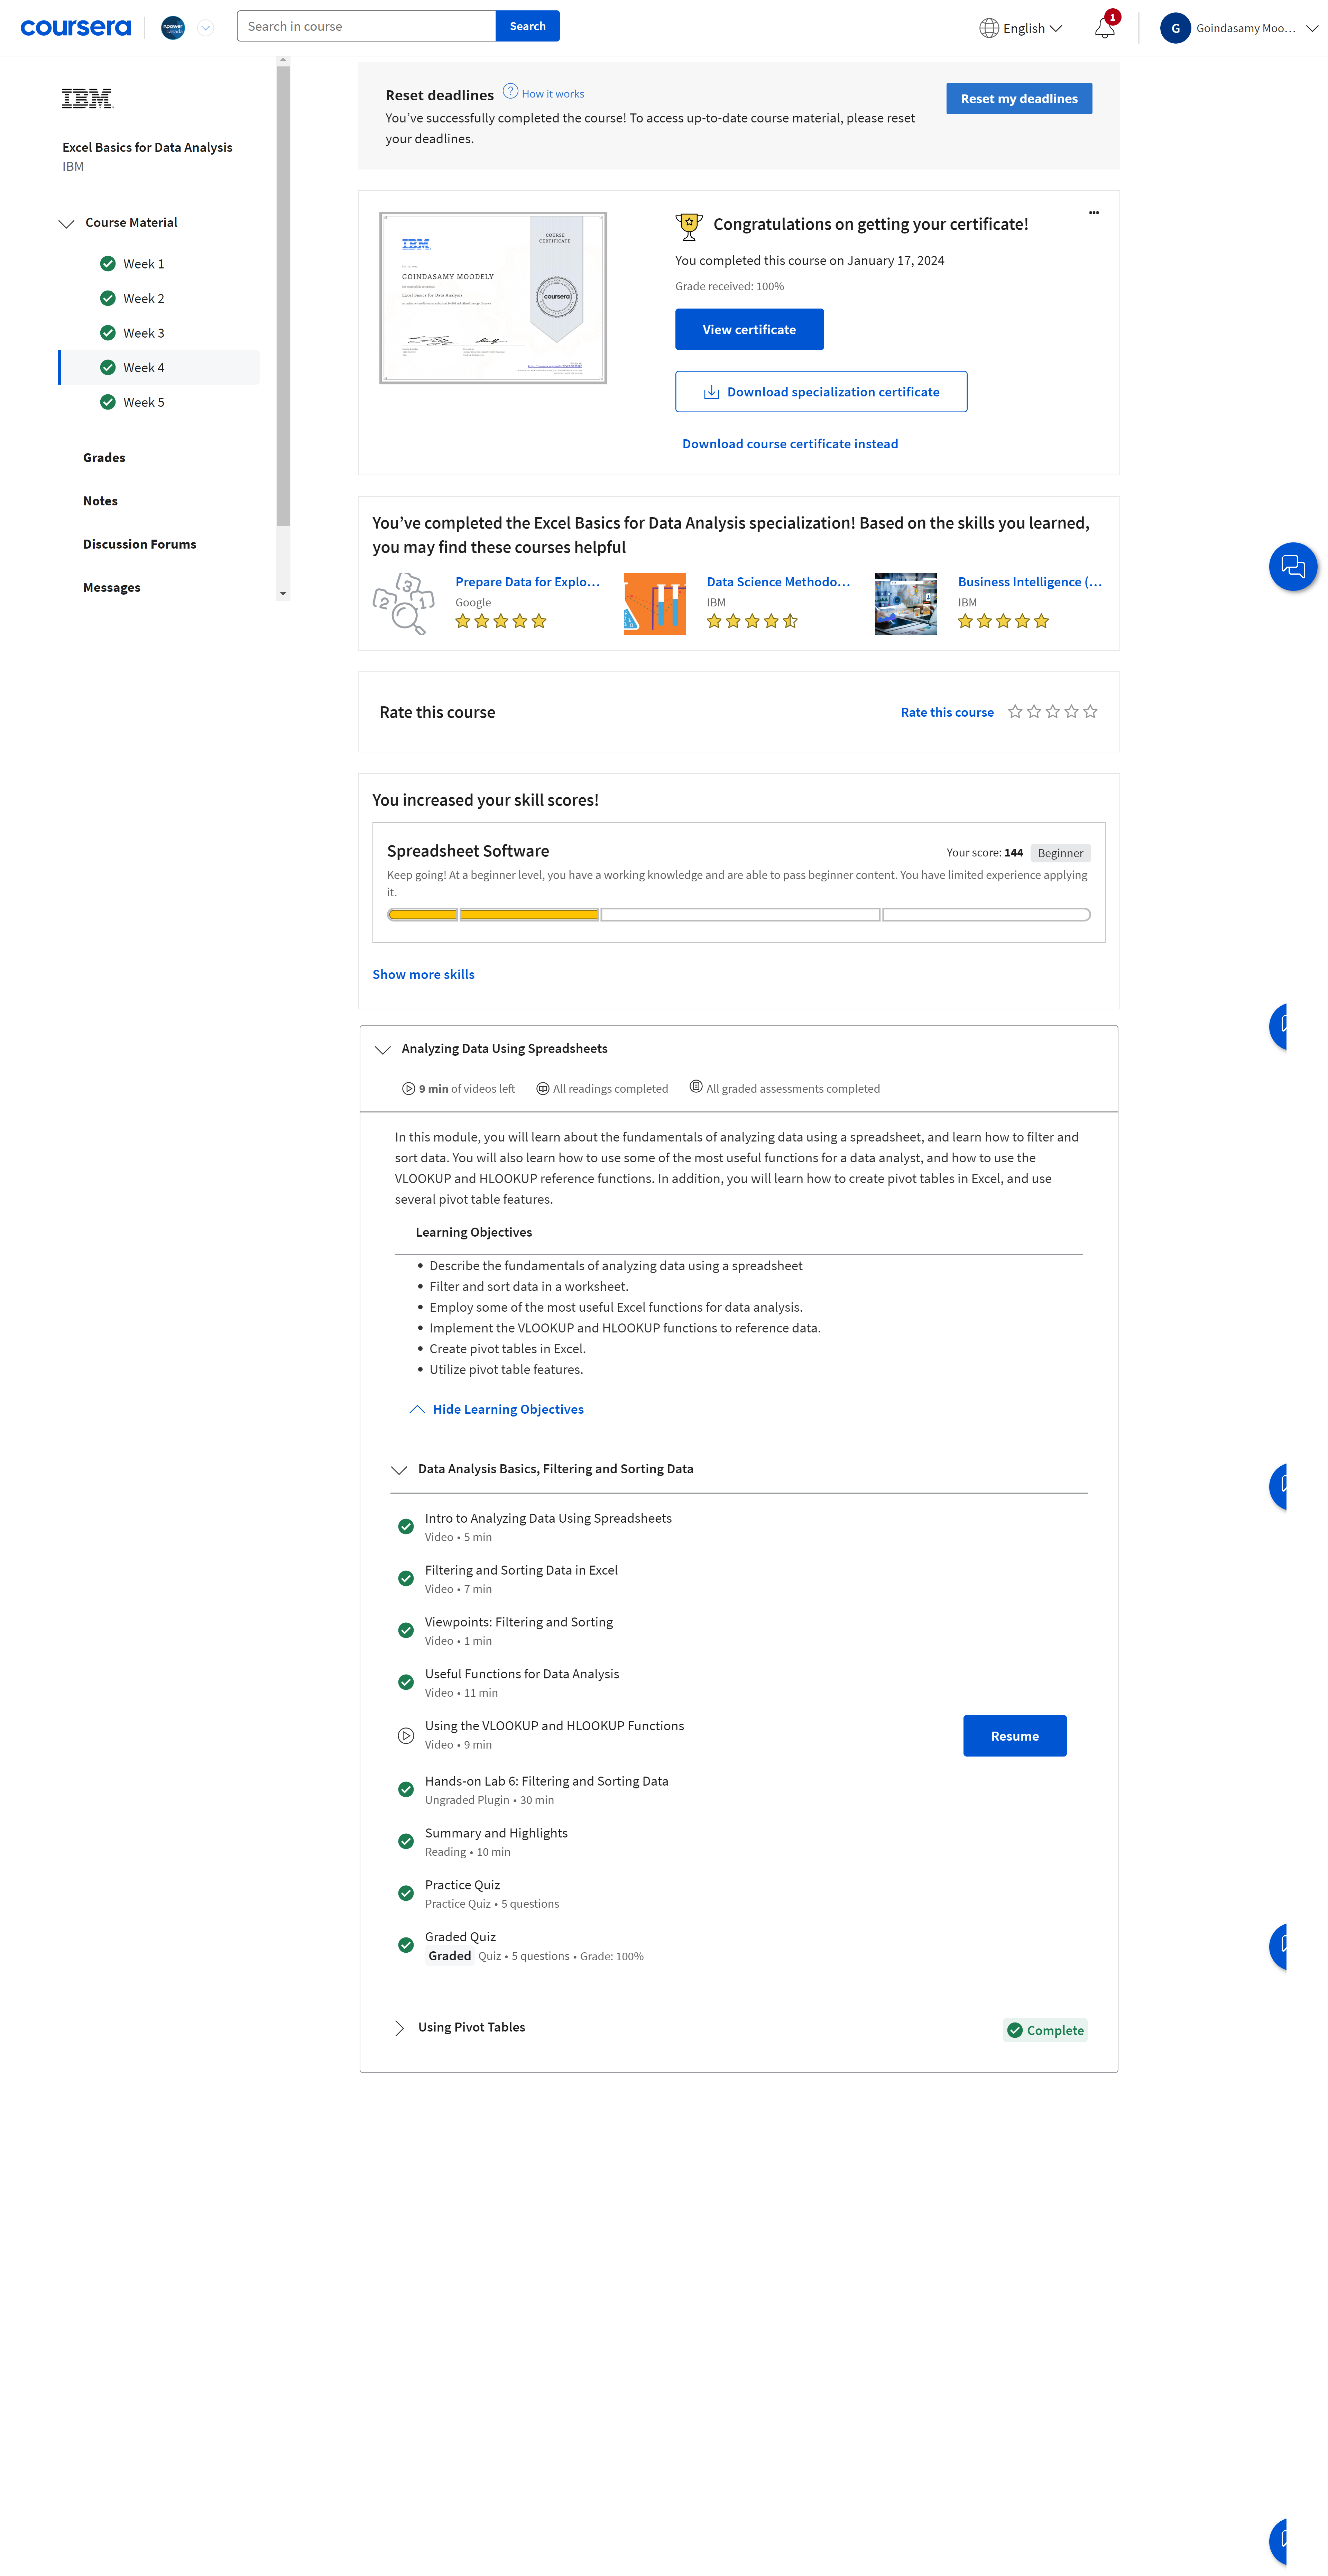 coursera
npower
canada
Search in course
Search
English
1
G
Goindasamy Moo...
IBM
Excel Basics for Data Analysis
IBM
Course Material
Week 1
Week 2
Week 3
Week 4
Week 5
Grades
Notes
Discussion Forums
Messages
Reset deadlines
? How it works
You’ve successfully completed the course! To access up-to-date course material, please reset
your deadlines.
Reset my deadlines
IBM
GOINDASAMY MOODELY
Excel Basics for Data Analysis
COURSE
CERTIFICATE
coursera
Congratulations on getting your certificate!
You completed this course on January 17, 2024
Grade received: 100%
View certificate
Download specialization certificate
Download course certificate instead
You’ve completed the Excel Basics for Data Analysis specialization! Based on the skills you learned,
you may find these courses helpful
3
2
1
Prepare Data for Explo...
Google
Data Science Methodo...
IBM
Business Intelligence (...
IBM
Rate this course
Rate this course
You increased your skill scores!
Spreadsheet Software
Your score: 144 Beginner
Keep going! At a beginner level, you have a working knowledge and are able to pass beginner content. You have limited experience applying
it.
Show more skills
Analyzing Data Using Spreadsheets
9 min of videos left
All readings completed
All graded assessments completed
In this module, you will learn about the fundamentals of analyzing data using a spreadsheet, and learn how to filter and
sort data. You will also learn how to use some of the most useful functions for a data analyst, and how to use the
VLOOKUP and HLOOKUP reference functions. In addition, you will learn how to create pivot tables in Excel, and use
several pivot table features.
Learning Objectives
• Describe the fundamentals of analyzing data using a spreadsheet
• Filter and sort data in a worksheet.
• Employ some of the most useful Excel functions for data analysis.
• Implement the VLOOKUP and HLOOKUP functions to reference data.
• Create pivot tables in Excel.
• Utilize pivot table features.
Hide Learning Objectives
Data Analysis Basics, Filtering and Sorting Data
Intro to Analyzing Data Using Spreadsheets
Video • 5 min
Filtering and Sorting Data in Excel
Video • 7 min
Viewpoints: Filtering and Sorting
Video • 1 min
Useful Functions for Data Analysis
Video • 11 min
Using the VLOOKUP and HLOOKUP Functions
Video • 9 min
Resume
Hands-on Lab 6: Filtering and Sorting Data
Ungraded Plugin • 30 min
Summary and Highlights
Reading • 10 min
Practice Quiz
Practice Quiz • 5 questions
Graded Quiz
Graded Quiz • 5 questions • Grade: 100%
Using Pivot Tables
Complete